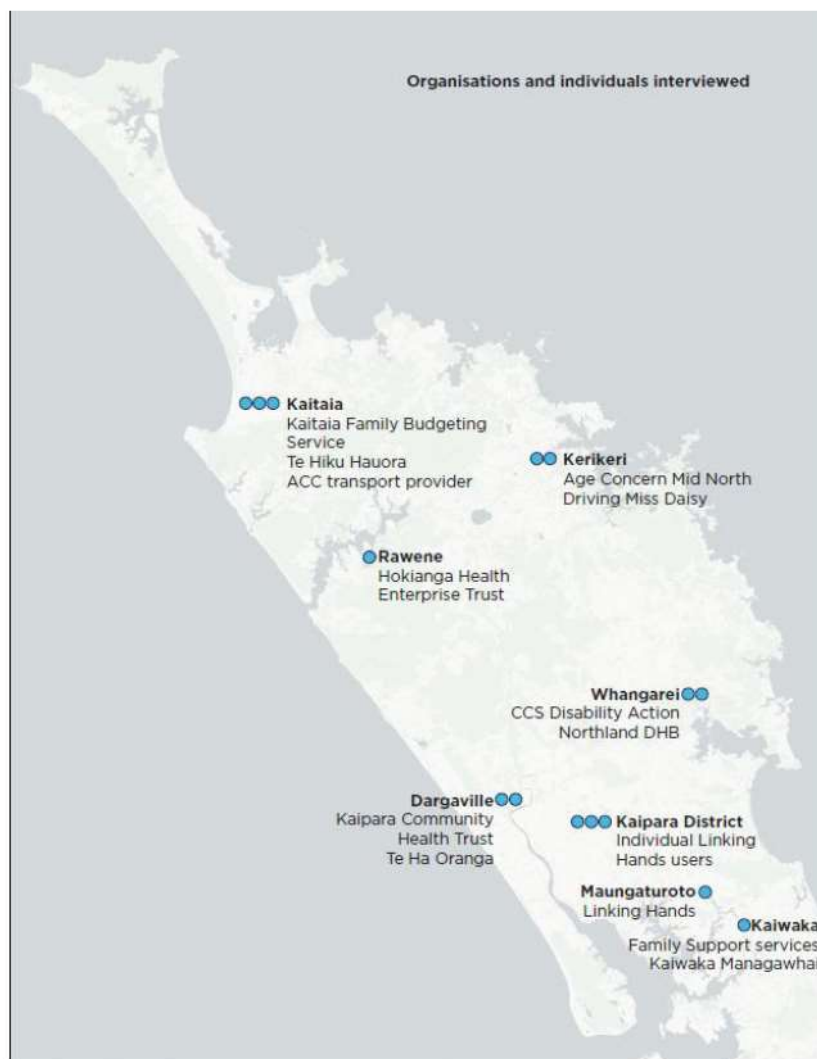 Organisations and individuals interviewed
Kaitaia
Kaitaia Family Budgeting
Service
Te Hiku Hauora
ACC transport provider
Kerikeri
Age Concern Mid North
Driving Miss Daisy
Rawene
Hokianga Health
Enterprise Trust
Whangarei
CCS Disability Action
Northland DHB
Dargaville
Kaipara Community
Health Trust
Te Ha Oranga
Kaipara District
Individual Linking
Hands users
Maungaturoto
Linking Hands
Kaiwaka
Family Support services
Kaiwaka Managawhai